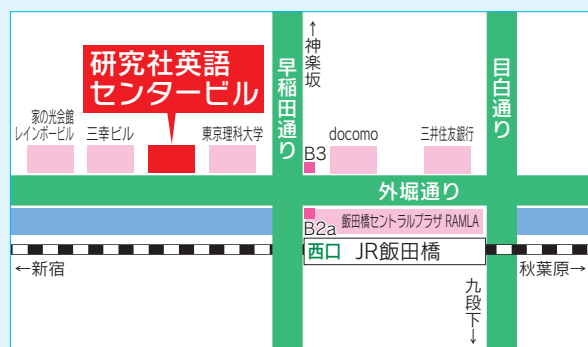 研究社英語
センタービル
家の光会館
レインボービル
三幸ビル
東京理科大学
早稲田通り
↑神楽坂
B3
docomo
三井住友銀行
目白通り
外堀通り
B2a
飯田橋セントラルプラザ RAMLA
西口 JR飯田橋
←新宿
九段下↓
秋葉原→